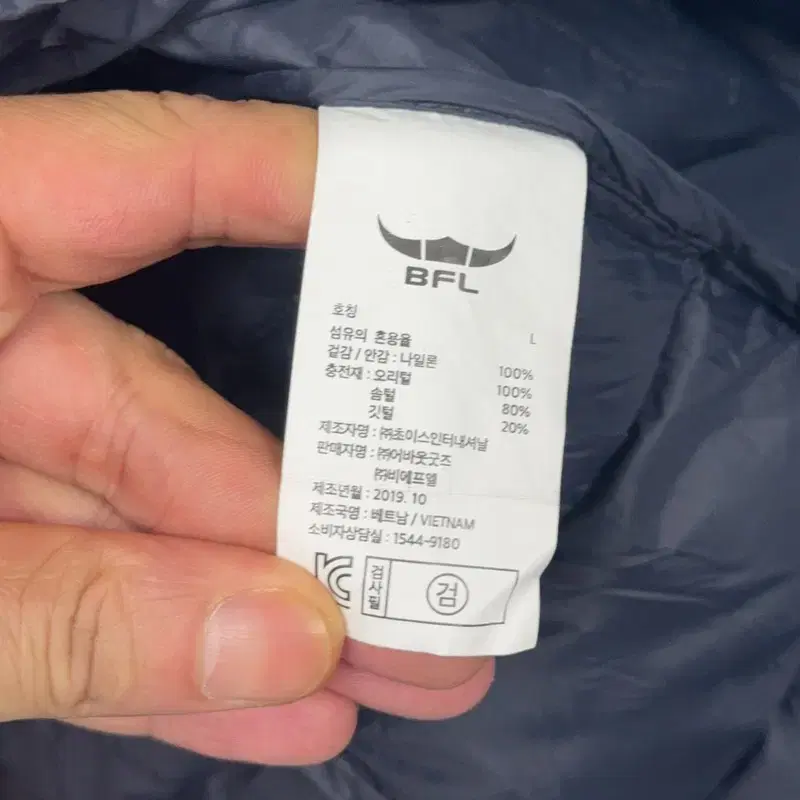 BFL
호칭 L
섬유의 혼용율
겉감 / 안감 : 나일론 100%
충전재 : 오리털 100%
솜털 80%
깃털 20%
제조자명 : ㈜초이스인터내셔날
판매자명 : ㈜어바웃굿즈
㈜비에프엘
제조년월 : 2019. 10
제조국명 : 베트남 / VIETNAM
소비자상담실 : 1544-9180
KC
검사필
검